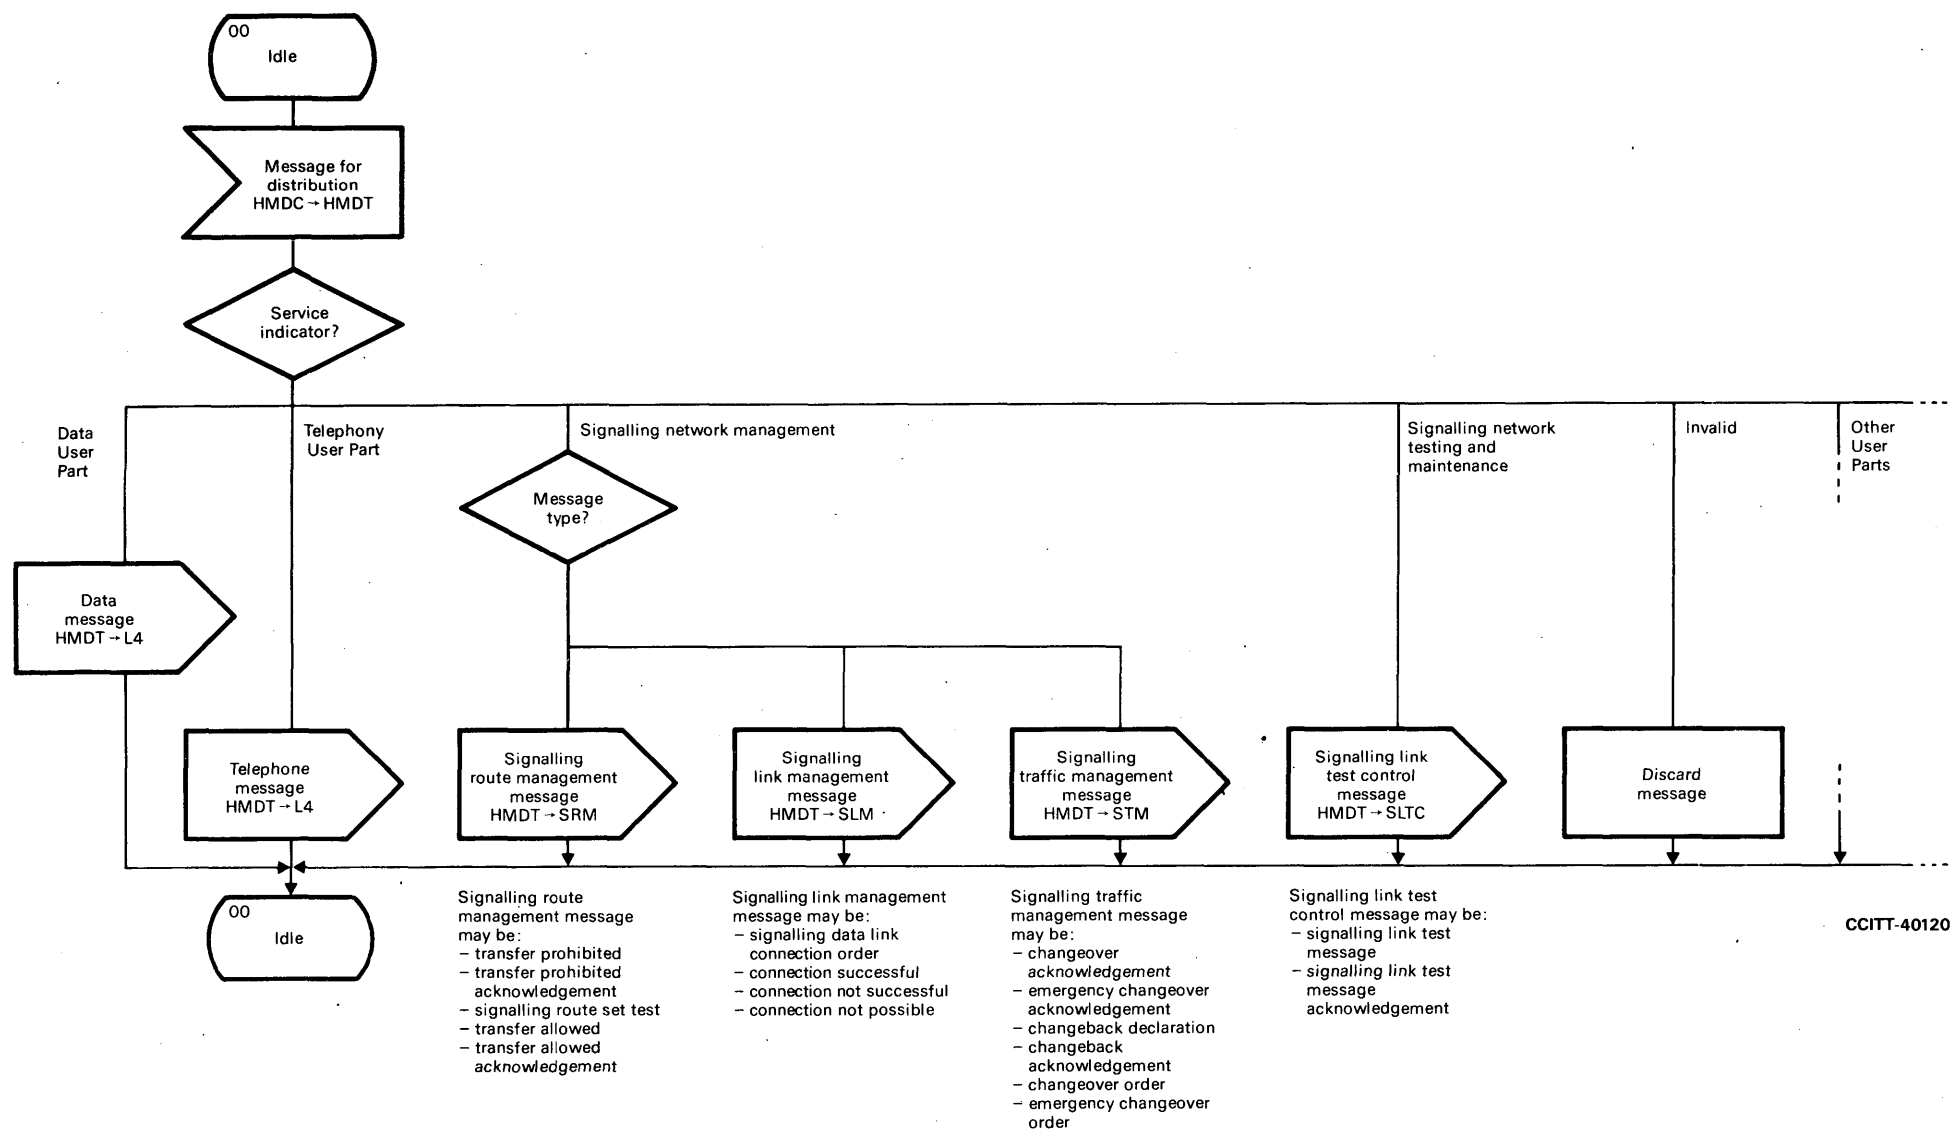 00
Idle
Message for
distribution
HMDC → HMDT
Service
indicator?
Data
User
Part
Telephony
User Part
Signalling network management
Signalling network
testing and
maintenance
Invalid
Other
User
Parts
Message
type?
Data
message
HMDT → L4
Telephone
message
HMDT → L4
Signalling
route management
message
HMDT → SRM
Signalling
link management
message
HMDT → SLM
Signalling
traffic management
message
HMDT → STM
Signalling link
test control
message
HMDT → SLTC
Discard
message
00
Idle
Signalling route
management message
may be:
– transfer prohibited
– transfer prohibited
acknowledgement
– signalling route set test
– transfer allowed
– transfer allowed
acknowledgement
Signalling link management
message may be:
– signalling data link
connection order
– connection successful
– connection not successful
– connection not possible
Signalling traffic
management message
may be:
– changeover
acknowledgement
– emergency changeover
acknowledgement
– changeback declaration
– changeback
acknowledgement
– changeover order
– emergency changeover
order
Signalling link test
control message may be:
– signalling link test
message
– signalling link test
message
acknowledgement
CCITT-40120